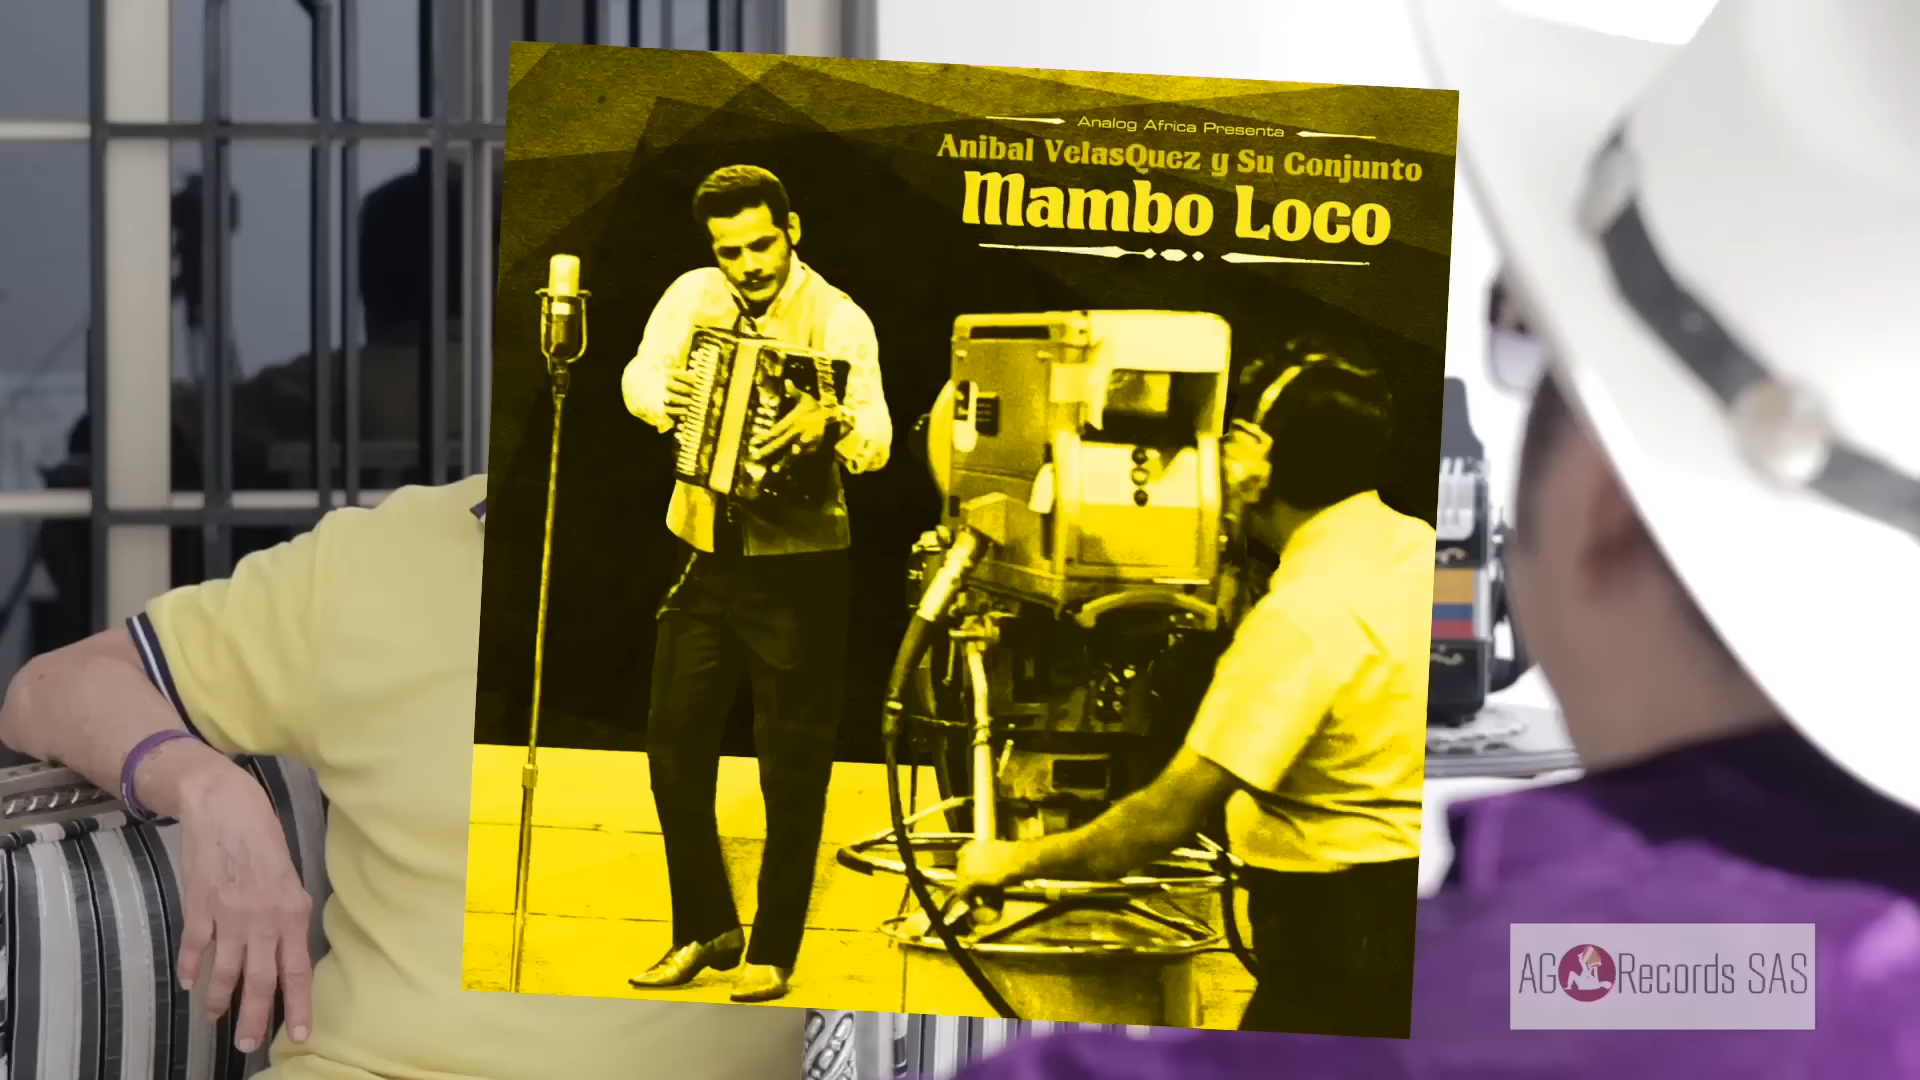 Analog Africa Presenta
Anibal VelasQuez y Su Conjunto
Mambo Loco
AG Records SAS